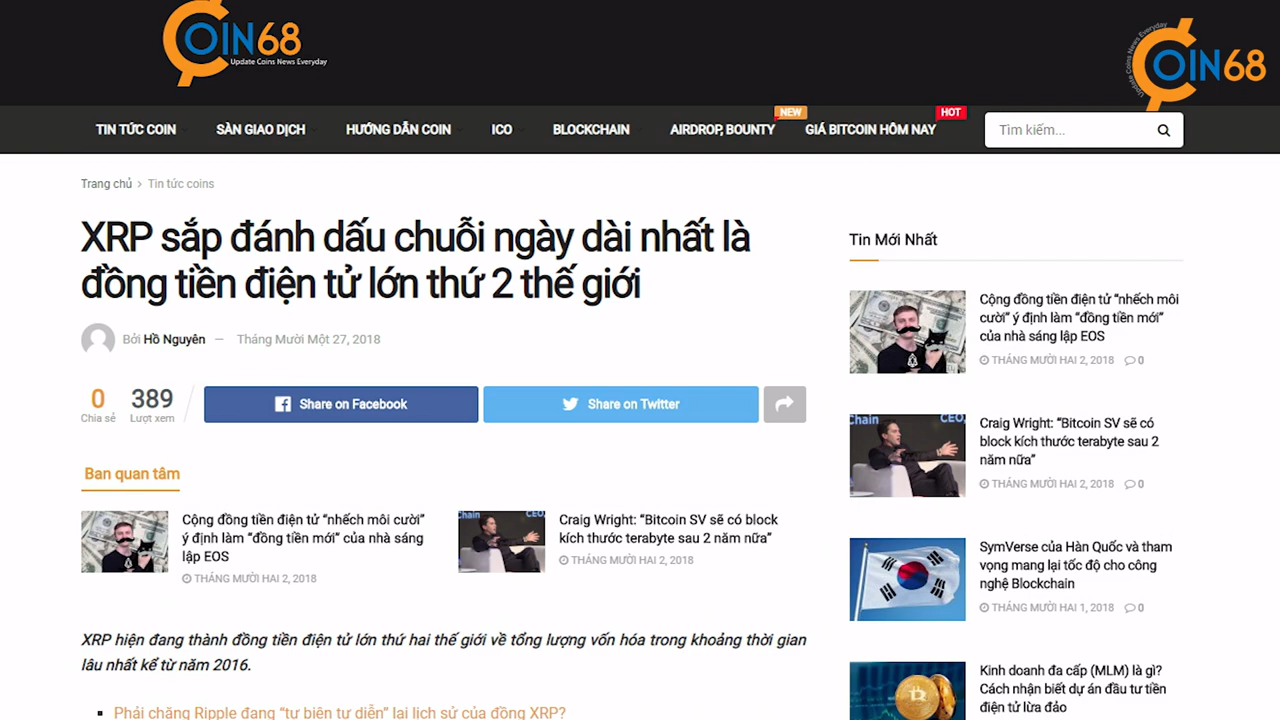 COIN68
Update Coins News Everyday
Update Coins News Everyday
COIN68
NEW
HOT
TIN TỨC COIN
SÀN GIAO DỊCH
HƯỚNG DẪN COIN
ICO
BLOCKCHAIN
AIRDROP, BOUNTY
GIÁ BITCOIN HÔM NAY
Tìm kiếm...
Trang chủ > Tin tức coins
XRP sắp đánh dấu chuỗi ngày dài nhất là
đồng tiền điện tử lớn thứ 2 thế giới
Bởi Hồ Nguyên — Tháng Mười Một 27, 2018
0
Chia sẻ
389
Lượt xem
Share on Facebook
Share on Twitter
Ban quan tâm
Cộng đồng tiền điện tử “nhếch môi cười”
ý định làm “đồng tiền mới” của nhà sáng
lập EOS
THÁNG MƯỜI HAI 2, 2018
Chain
CEO,
Craig Wright: “Bitcoin SV sẽ có block
kích thước terabyte sau 2 năm nữa”
THÁNG MƯỜI HAI 2, 2018
XRP hiện đang thành đồng tiền điện tử lớn thứ hai thế giới về tổng lượng vốn hóa trong khoảng thời gian
lâu nhất kể từ năm 2016.
Phải chăng Ripple đang “tự biên tự diễn” lại lịch sử của đồng XRP?
Tin Mới Nhất
Cộng đồng tiền điện tử “nhếch môi
cười” ý định làm “đồng tiền mới”
của nhà sáng lập EOS
THÁNG MƯỜI HAI 2, 2018 0
Chain
CEO,
Craig Wright: “Bitcoin SV sẽ có
block kích thước terabyte sau 2
năm nữa”
THÁNG MƯỜI HAI 2, 2018 0
SymVerse của Hàn Quốc và tham
vọng mang lại tốc độ cho công
nghệ Blockchain
THÁNG MƯỜI HAI 1, 2018 0
Kinh doanh đa cấp (MLM) là gì?
Cách nhận biết dự án đầu tư tiền
điện tử lừa đảo